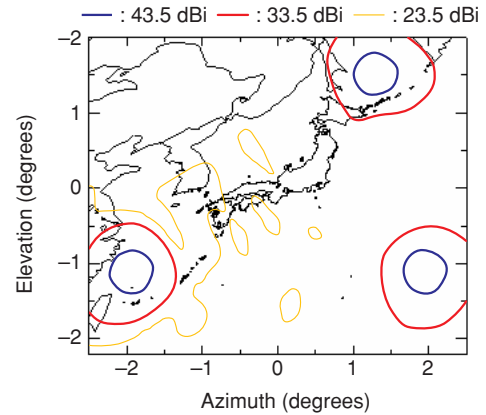 : 43.5 dBi : 33.5 dBi : 23.5 dBi
2
1
0
−1
−2
Elevation (degrees)
−2 −1 0 1 2
Azimuth (degrees)